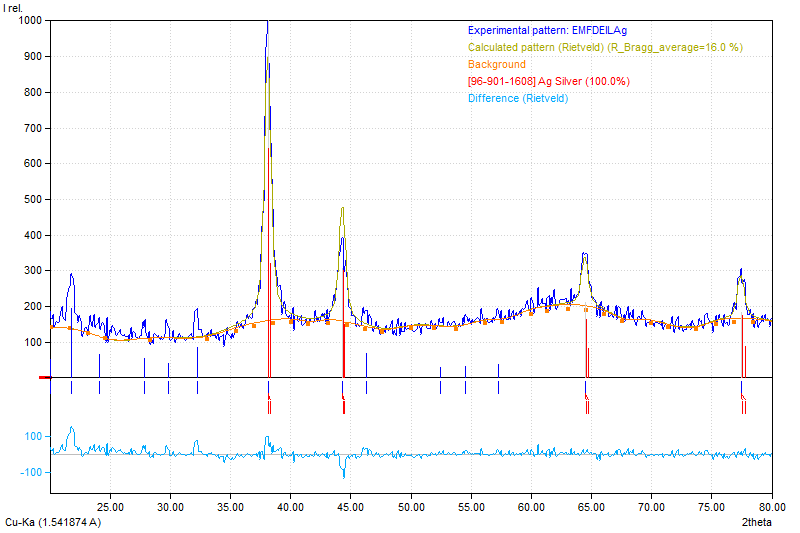 I rel.
1000
900
800
700
600
500
400
300
200
100
Experimental pattern: EMFDEILAg
Calculated pattern (Rietveld) (R_Bragg_average=16.0 %)
Background
[96-901-1608] Ag Silver (100.0%)
Difference (Rietveld)
100
-100
25.00 30.00 35.00 40.00 45.00 50.00 55.00 60.00 65.00 70.00 75.00 80.00
Cu-Ka (1.541874 A) 2theta